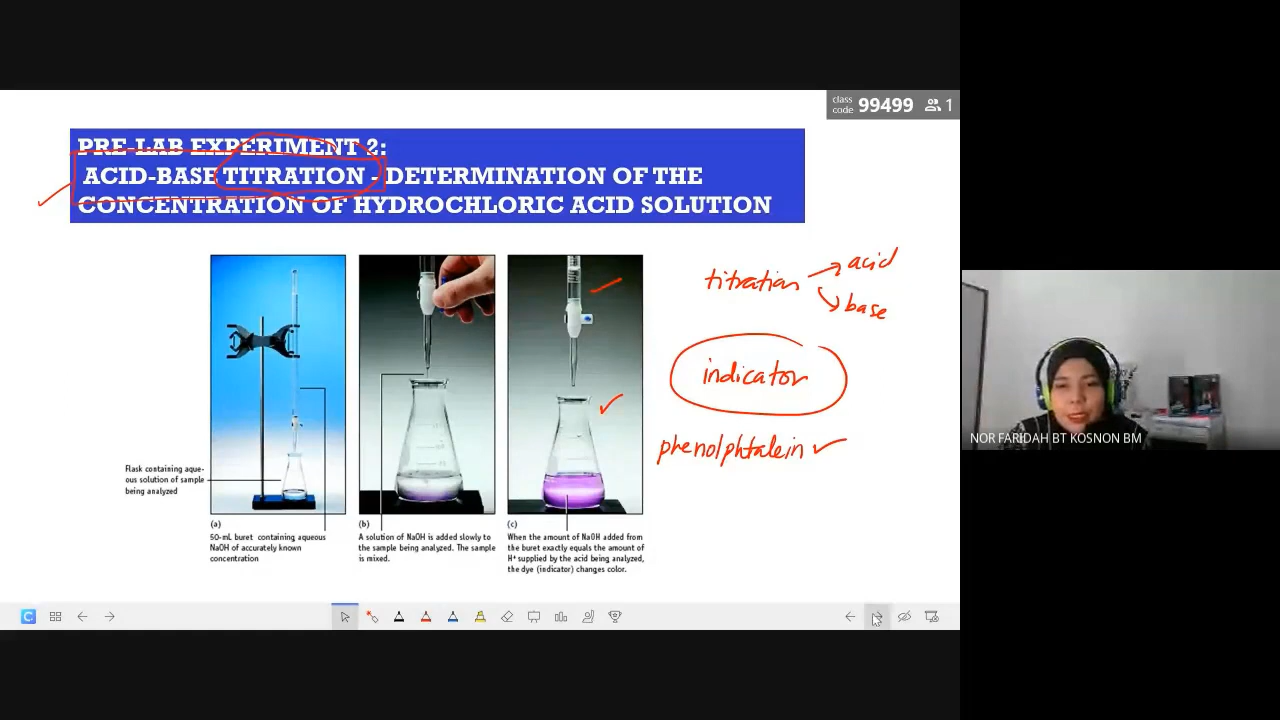 class
code 99499 1
PRE-LAB EXPERIMENT 2:
ACID-BASE TITRATION - DETERMINATION OF THE
CONCENTRATION OF HYDROCHLORIC ACID SOLUTION
titration
acid
base
indicator
phenolphtalein
Flask containing aque-
ous solution of sample
being analyzed
(a)
50-mL buret containing aqueous
NaOH of accurately known
concentration
(b)
A solution of NaOH is added slowly to
the sample being analyzed. The sample
is mixed.
(c)
When the amount of NaOH added from
the buret exactly equals the amount of
H+ supplied by the acid being analyzed,
the dye (indicator) changes color.
NOR FARIDAH BT KOSNON BM
C